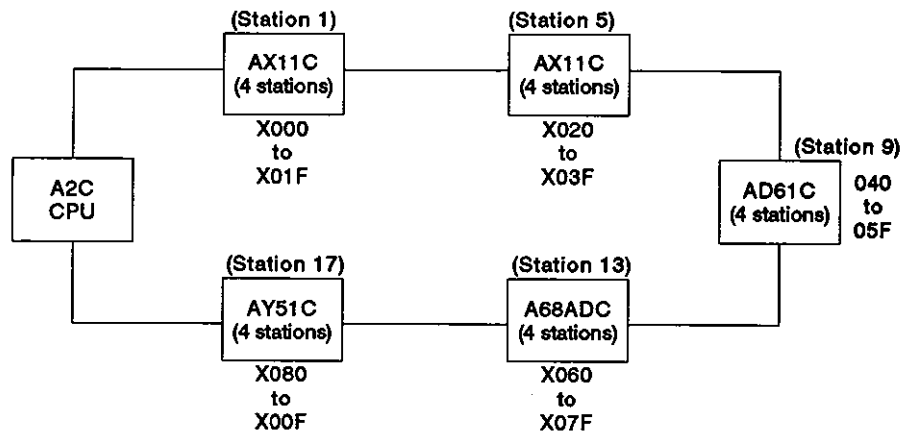 (Station 1)
AX11C
(4 stations)
X000
to
X01F
(Station 5)
AX11C
(4 stations)
X020
to
X03F
(Station 9)
AD61C
(4 stations)
040
to
05F
A2C
CPU
(Station 17)
AY51C
(4 stations)
X080
to
X00F
(Station 13)
A68ADC
(4 stations)
X060
to
X07F